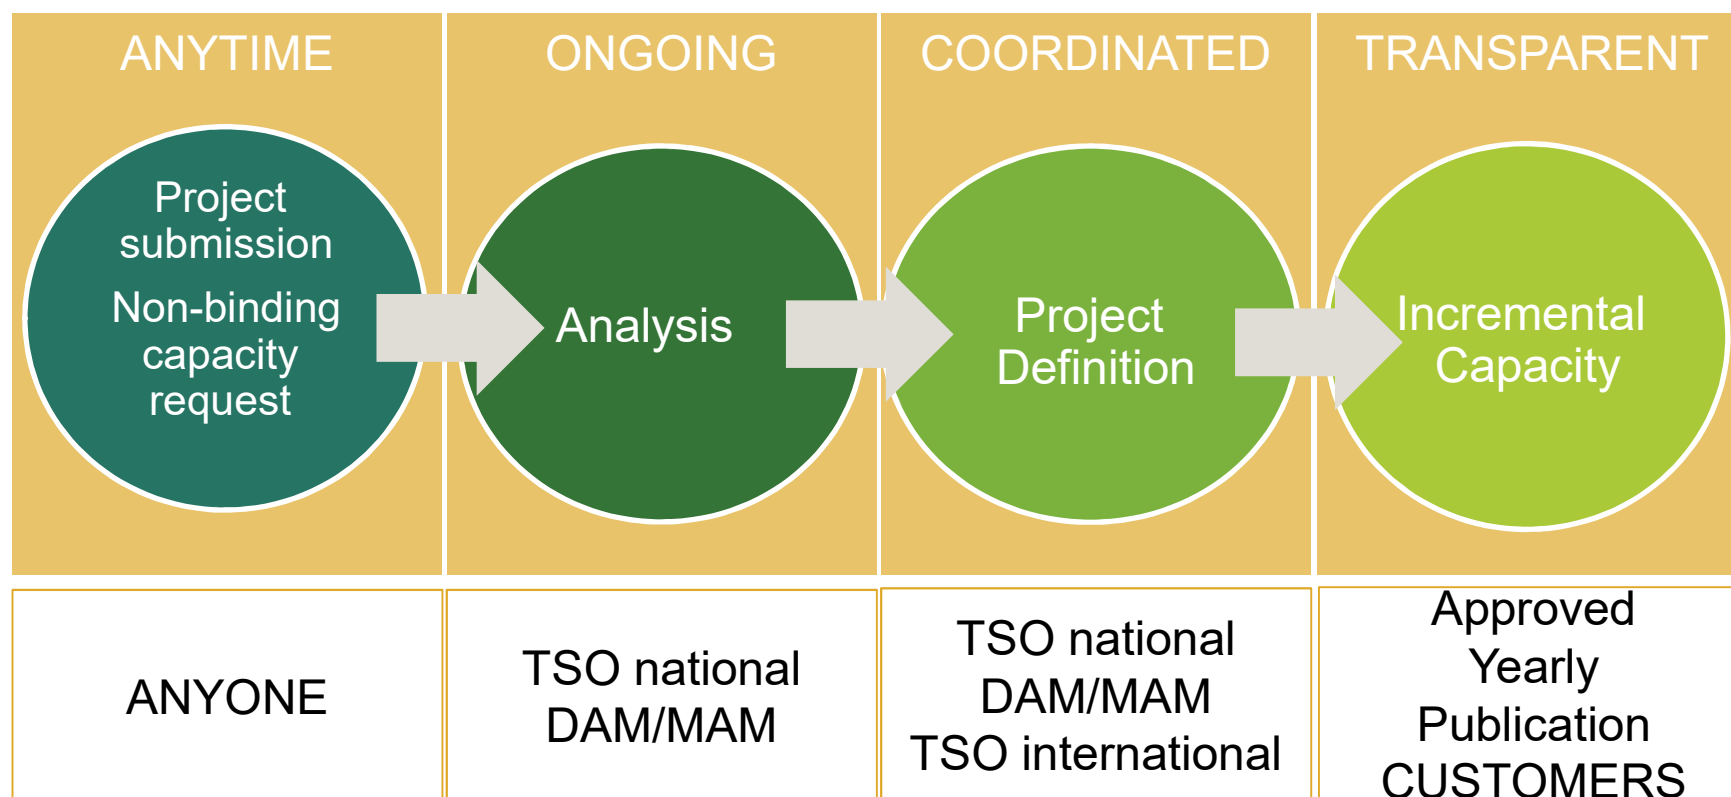 ANYTIME
ONGOING
COORDINATED
TRANSPARENT
Project
submission
Non-binding
capacity
request
Analysis
Project
Definition
Incremental
Capacity
ANYONE
TSO national
DAM/MAM
TSO national
DAM/MAM
TSO international
Approved
Yearly
Publication
CUSTOMERS